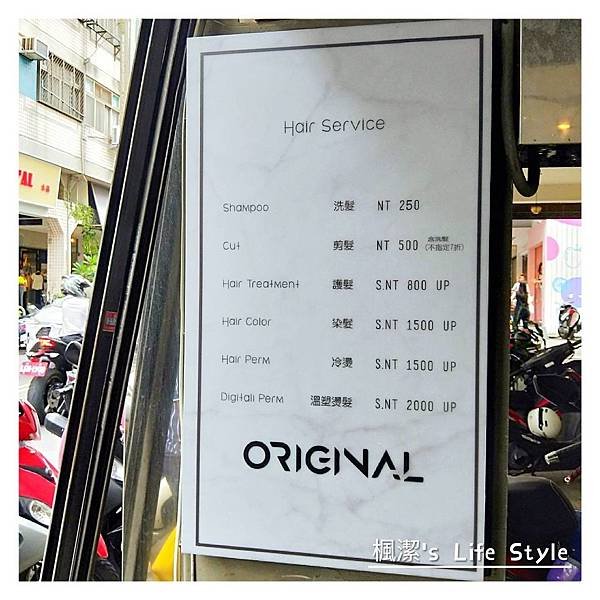 Hair Service
Shampoo 洗髮 NT 250
Cut 剪髮 NT 500 含洗髮 (不指定7折)
Hair Treatment 護髮 S.NT 800 UP
Hair Color 染髮 S.NT 1500 UP
Hair Perm 冷燙 S.NT 1500 UP
Digitali Perm 溫塑燙髮 S.NT 2000 UP
ORIGINAL
楓潔's Life Style